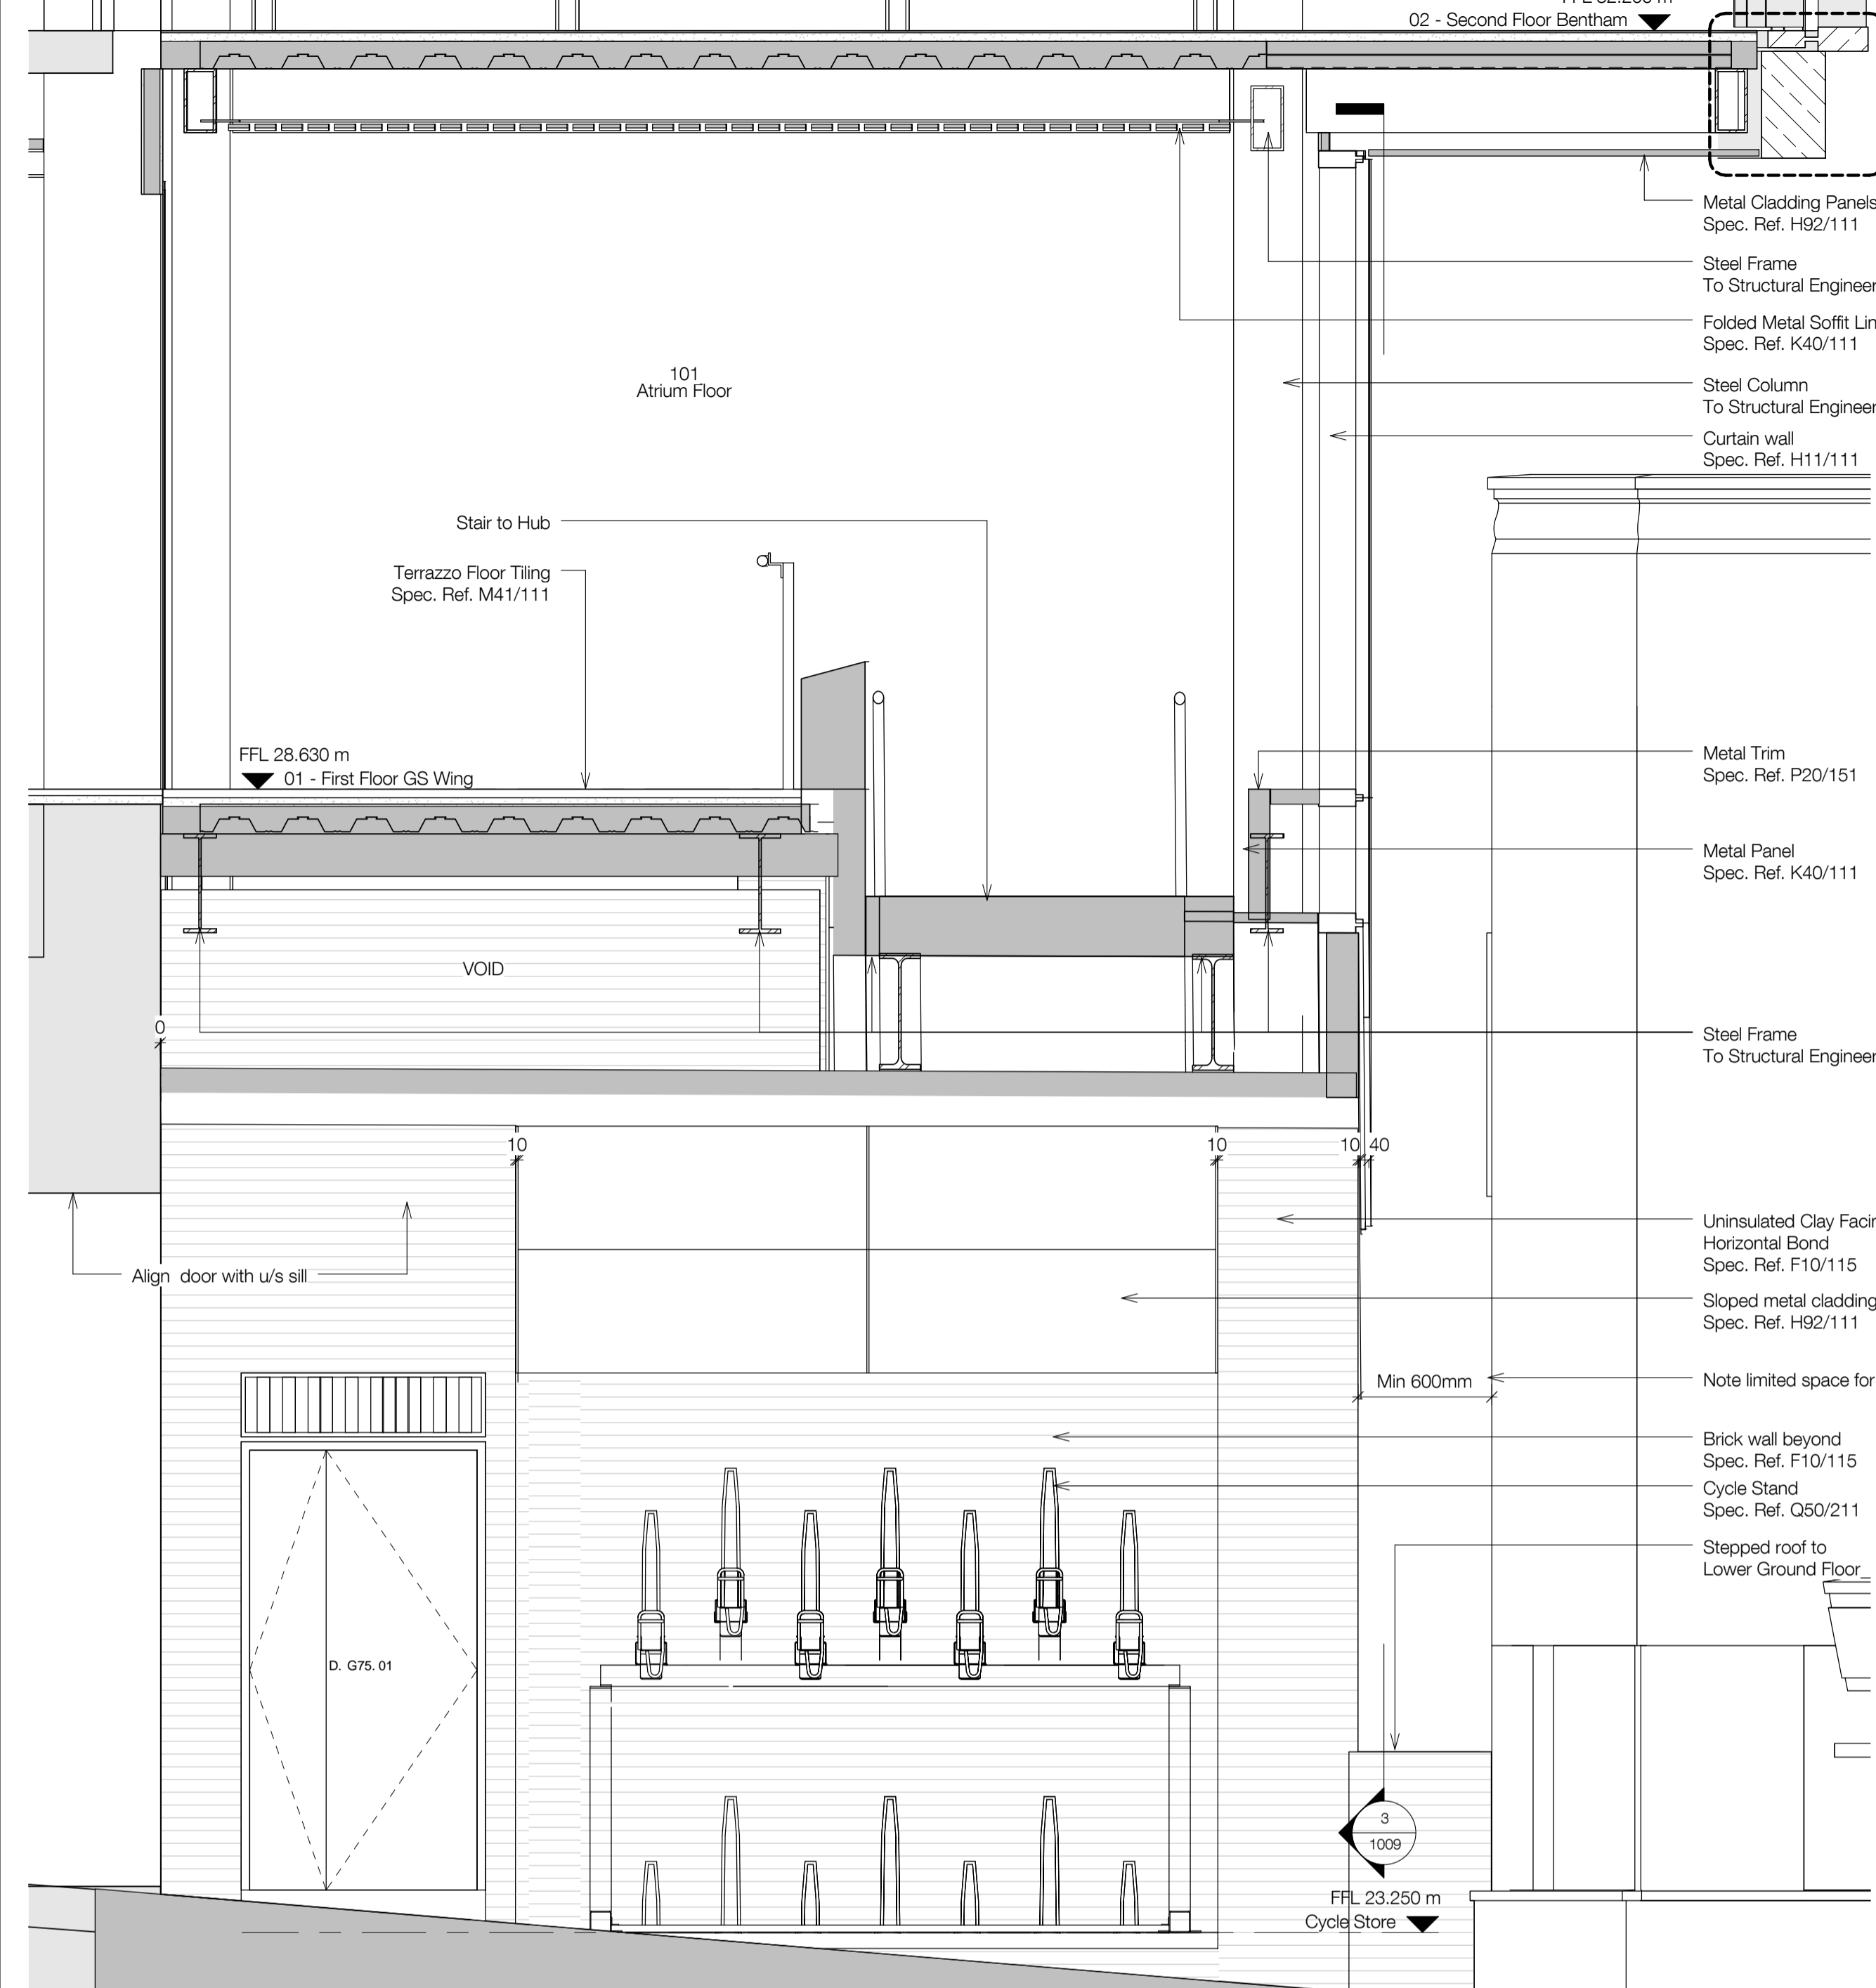 02 - Second Floor Bentham
Metal Cladding Panels
Spec. Ref. H92/111
Steel Frame
To Structural Engineer
Folded Metal Soffit
Spec. Ref. K40/111
101
Atrium Floor
Steel Column
To Structural Engineer
Curtain wall
Spec. Ref. H11/111
Stair to Hub
Terrazzo Floor Tiling
Spec. Ref. M41/111
FFL 28.630 m
01 - First Floor GS Wing
Metal Trim
Spec. Ref. P20/151
Metal Panel
Spec. Ref. K40/111
VOID
0
Steel Frame
To Structural Engineer
10
10
10 40
Uninsulated Clay
Horizontal Bond
Spec. Ref. F10/115
Align door with u/s sill
Sloped metal cladding
Spec. Ref. H92/111
Min 600mm
Note limited space for
Brick wall beyond
Spec. Ref. F10/115
Cycle Stand
Spec. Ref. Q50/211
Stepped roof to
Lower Ground Floor
D. G75. 01
3
1009
FFL 23.250 m
Cycle Store